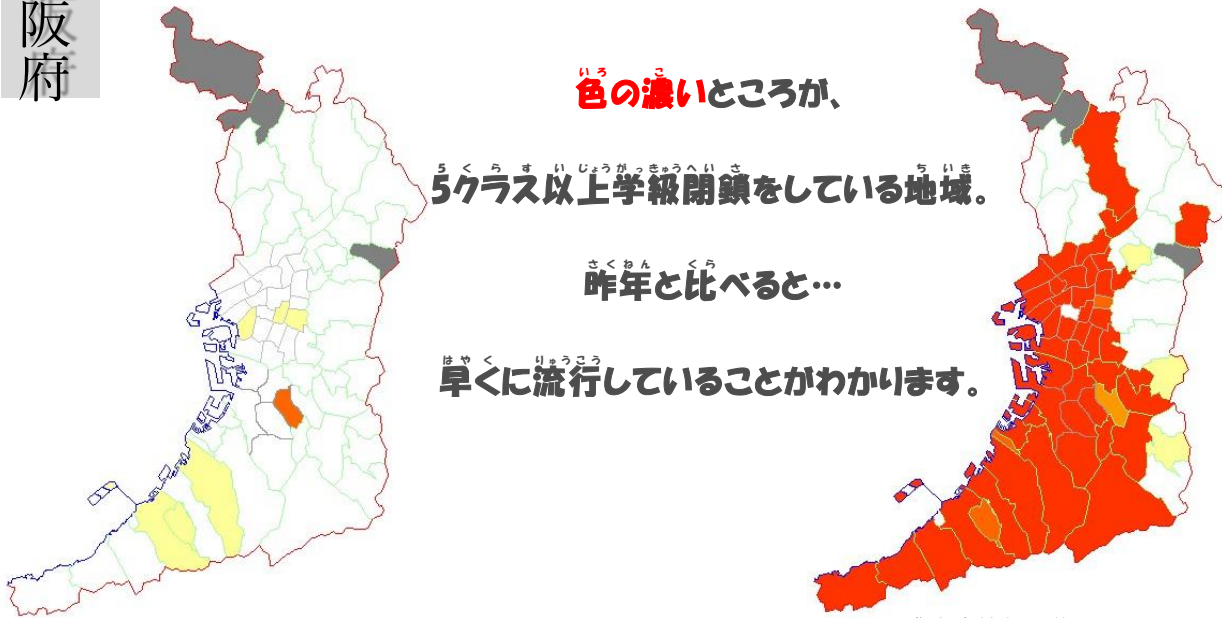 阪府
色の濃いところが、
5クラス以上学級閉鎖をしている地域。
昨年と比べると…
早くに流行していることがわかります。